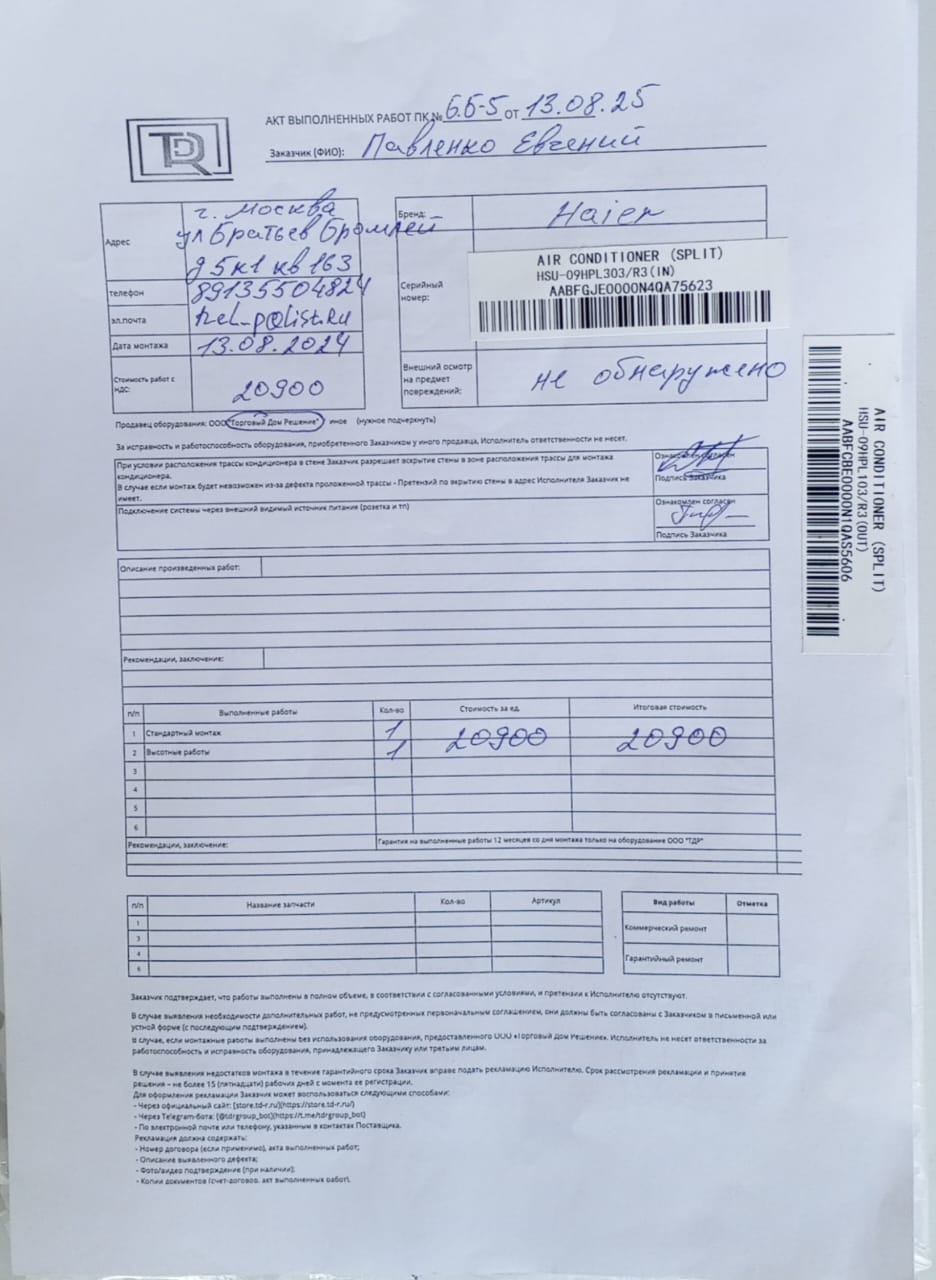 TDR
АКТ ВЫПОЛНЕННЫХ РАБОТ ПК № 6.Б-5 от 13.08.25
Заказчик (ФИО): Павленко Евгений
Адрес г. Москва
ул Братьев Бромлей
д 5к1 кв 163
телефон 89135504824
эл.почта
Дата монтажа 13.08.2024
Стоимость работ с НДС: 20900
Бренд: Haier
Серийный номер:
AIR CONDITIONER (SPLIT)
HSU-09HPL303/R3(IN)
AABFGJE0000N4QA75623
Внешний осмотр на предмет повреждений: не обнаружено
AIR CONDITIONER (SPLIT)
HSU-09HPL103/R3(OUT)
AABFCBE0000N1QAS5606
Продавец оборудования: ООО "Торговый Дом Решение" иное (нужное подчеркнуть)
За исправность и работоспособность оборудования, приобретенного Заказчиком у иного продавца, Исполнитель ответственности не несет.
При условии расположения трассы кондиционера в стене Заказчик разрешает вскрытие стены в зоне расположения трассы для монтажа
кондиционера.
В случае если монтаж будет невозможен из-за дефекта проложенной трассы - Претензий по вкрытию стены в адрес Исполнителя Заказчик не
имеет.
Ознакомлен согласен
Подпись Заказчика
Подключение системы через внешний видимый источник питания (розетка и тп)
Ознакомлен согласен
Подпись Заказчика
Описание произведенных работ:
Рекомендации, заключение:
п/п Выполненные работы Кол-во Стоимость за ед. Итоговая стоимость
1 Стандартный монтаж 1 20900 20900
2 Высотные работы 1
3
4
5
6
Рекомендации, заключение: Гарантия на выполненные работы 12 месяцев со дня монтажа только на оборудование ООО "ТДР"
п/п Название запчасти Кол-во Артикул
1
3
4
6
Вид работы Отметка
Коммерческий ремонт
Гарантийный ремонт
Заказчик подтверждает, что работы выполнены в полном объеме, в соответствии с согласованными условиями, и претензии к Исполнителю отсутствуют.
В случае выявления необходимости дополнительных работ, не предусмотренных первоначальным соглашением, они должны быть согласованы с Заказчиком в письменной или
устной форме (с последующим подтверждением).
В случае, если монтажные работы выполнены без использования оборудования, предоставленного ООО «Торговый Дом Решение». Исполнитель не несет ответственности за
работоспособность и исправность оборудования, принадлежащего Заказчику или третьим лицам.
В случае выявления недостатков монтажа в течение гарантийного срока Заказчик вправе подать рекламацию Исполнителю. Срок рассмотрения рекламации и принятия
решения – не более 15 (пятнадцати) рабочих дней с момента ее регистрации.
Для оформления рекламации Заказчик может воспользоваться следующими способами:
- Через официальный сайт: [store.td-r.ru](https://store.td-r.ru/)
- Через Telegram-бота: [@tdrgroup_bot](https://t.me/tdrgroup_bot)
- По электронной почте или телефону, указанным в контактах Поставщика.
Рекламация должна содержать:
- Номер договора (если применимо), акта выполненных работ;
- Описание выявленного дефекта;
- Фото/видео подтверждение (при наличии);
- Копии документов (счет-договор, акт выполненных работ).